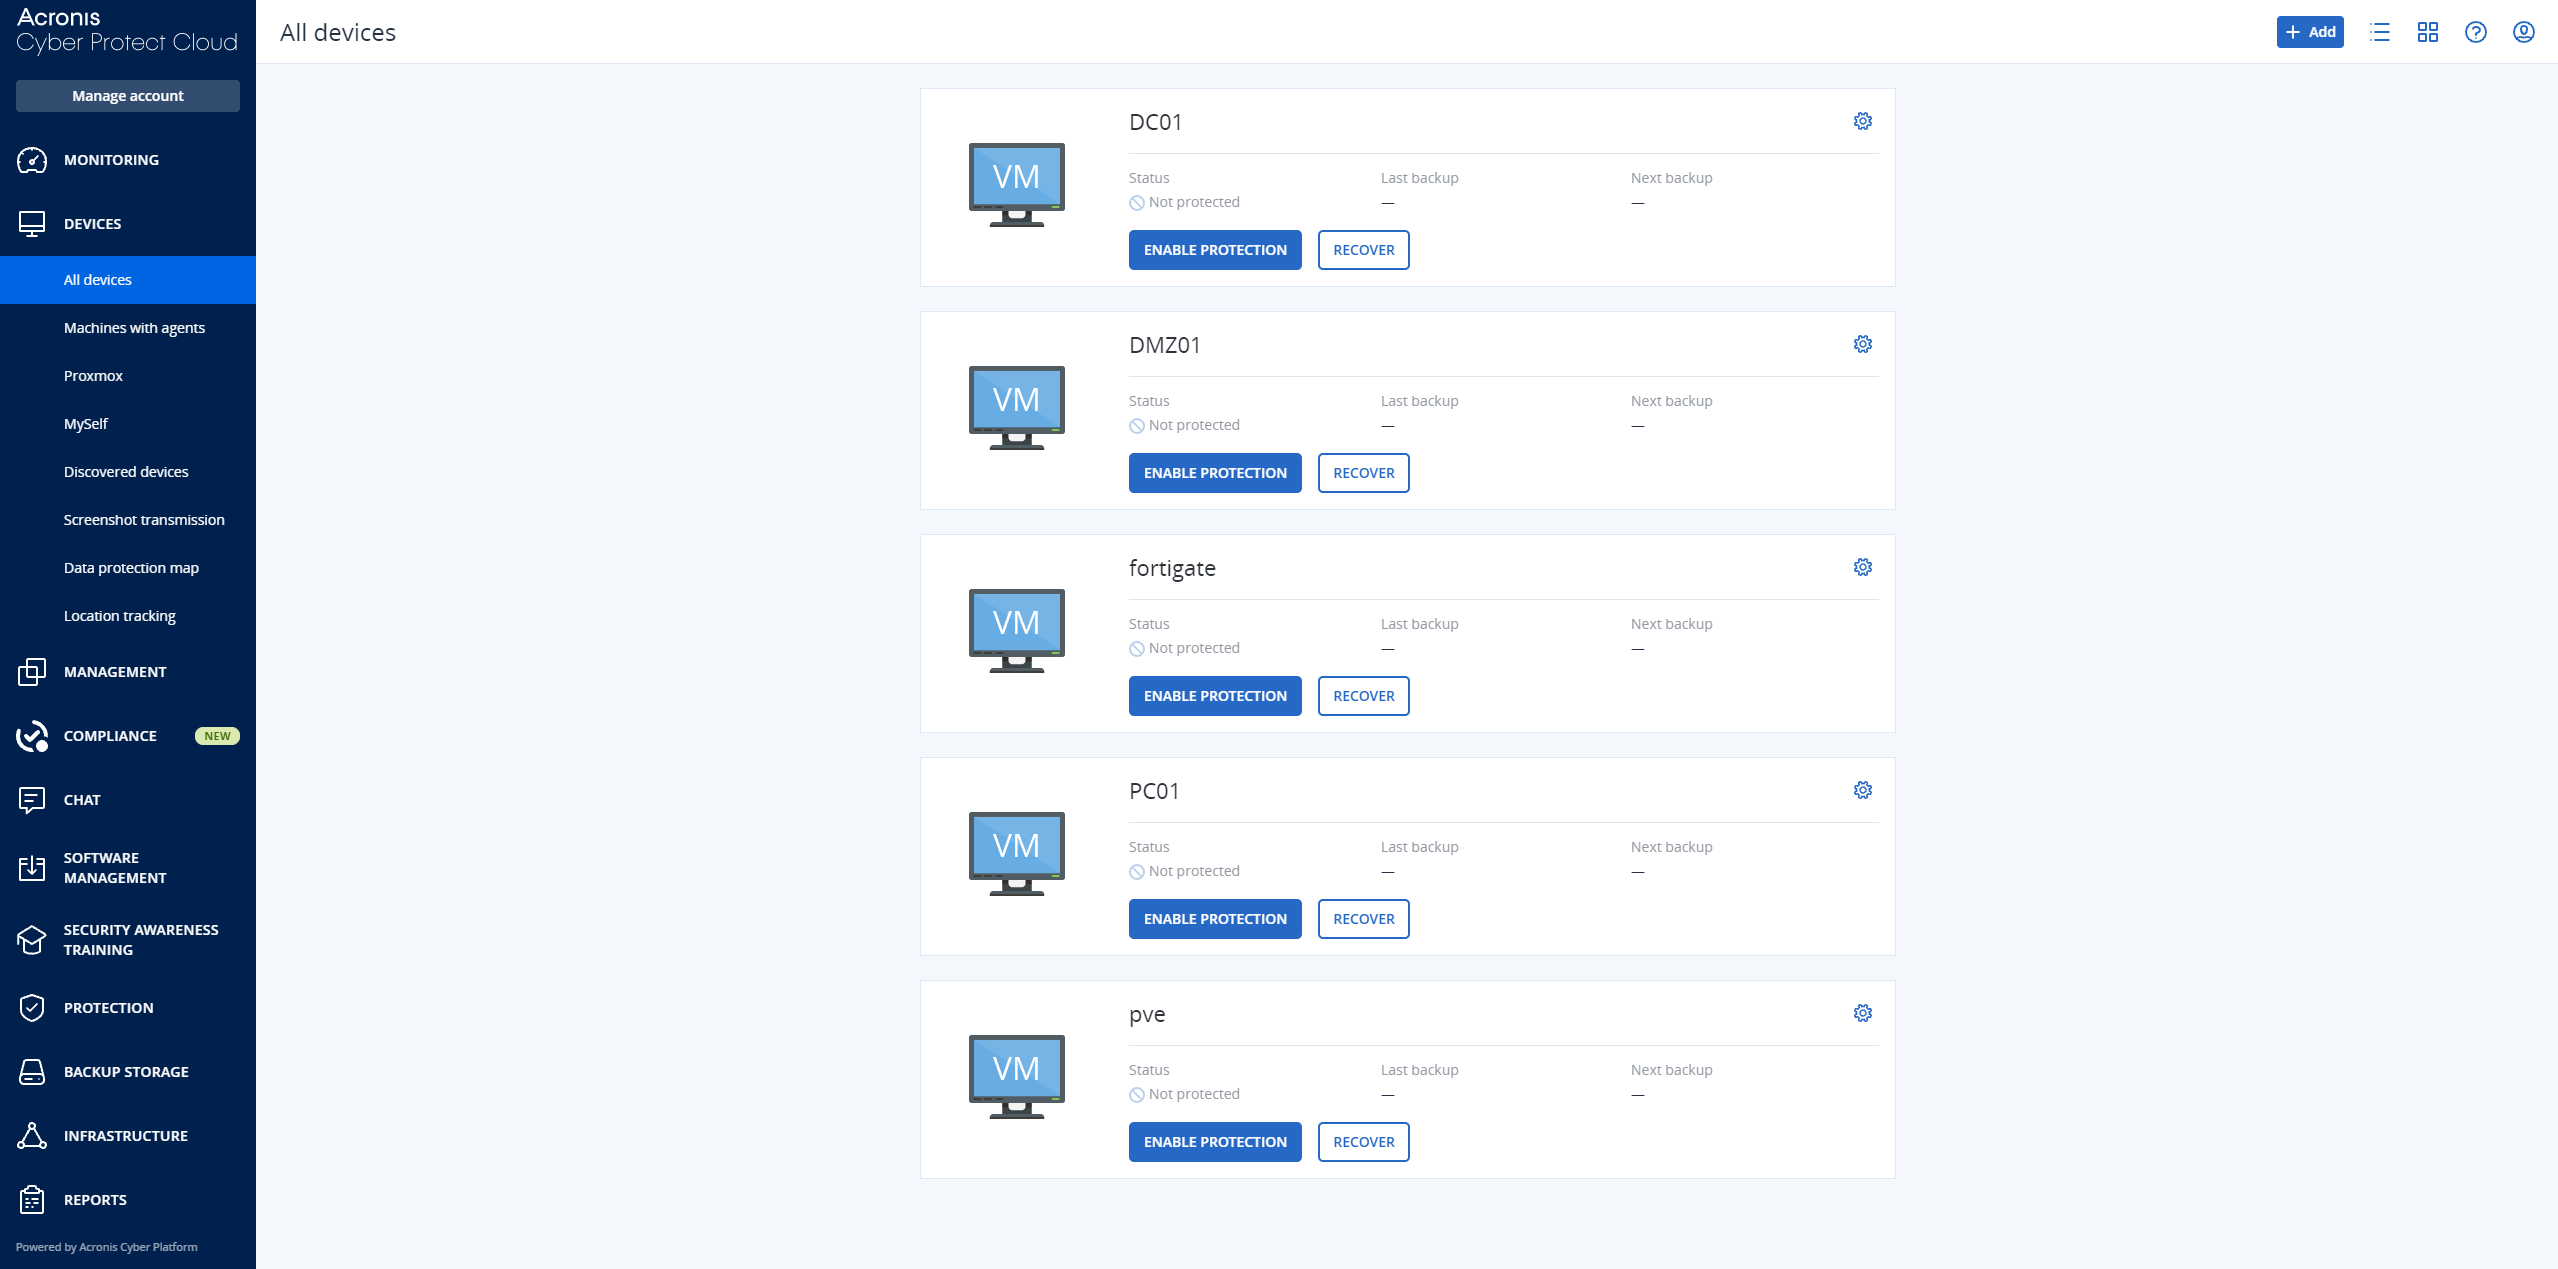 Acronis
Cyber Protect Cloud
Manage account
MONITORING
DEVICES
All devices
Machines with agents
Proxmox
MySelf
Discovered devices
Screenshot transmission
Data protection map
Location tracking
MANAGEMENT
COMPLIANCE NEW
CHAT
SOFTWARE
MANAGEMENT
SECURITY AWARENESS
TRAINING
PROTECTION
BACKUP STORAGE
INFRASTRUCTURE
REPORTS
Powered by Acronis Cyber Platform
All devices
+ Add
VM
DC01
Status Last backup Next backup
Not protected — —
ENABLE PROTECTION RECOVER
VM
DMZ01
Status Last backup Next backup
Not protected — —
ENABLE PROTECTION RECOVER
VM
fortigate
Status Last backup Next backup
Not protected — —
ENABLE PROTECTION RECOVER
VM
PC01
Status Last backup Next backup
Not protected — —
ENABLE PROTECTION RECOVER
VM
pve
Status Last backup Next backup
Not protected — —
ENABLE PROTECTION RECOVER